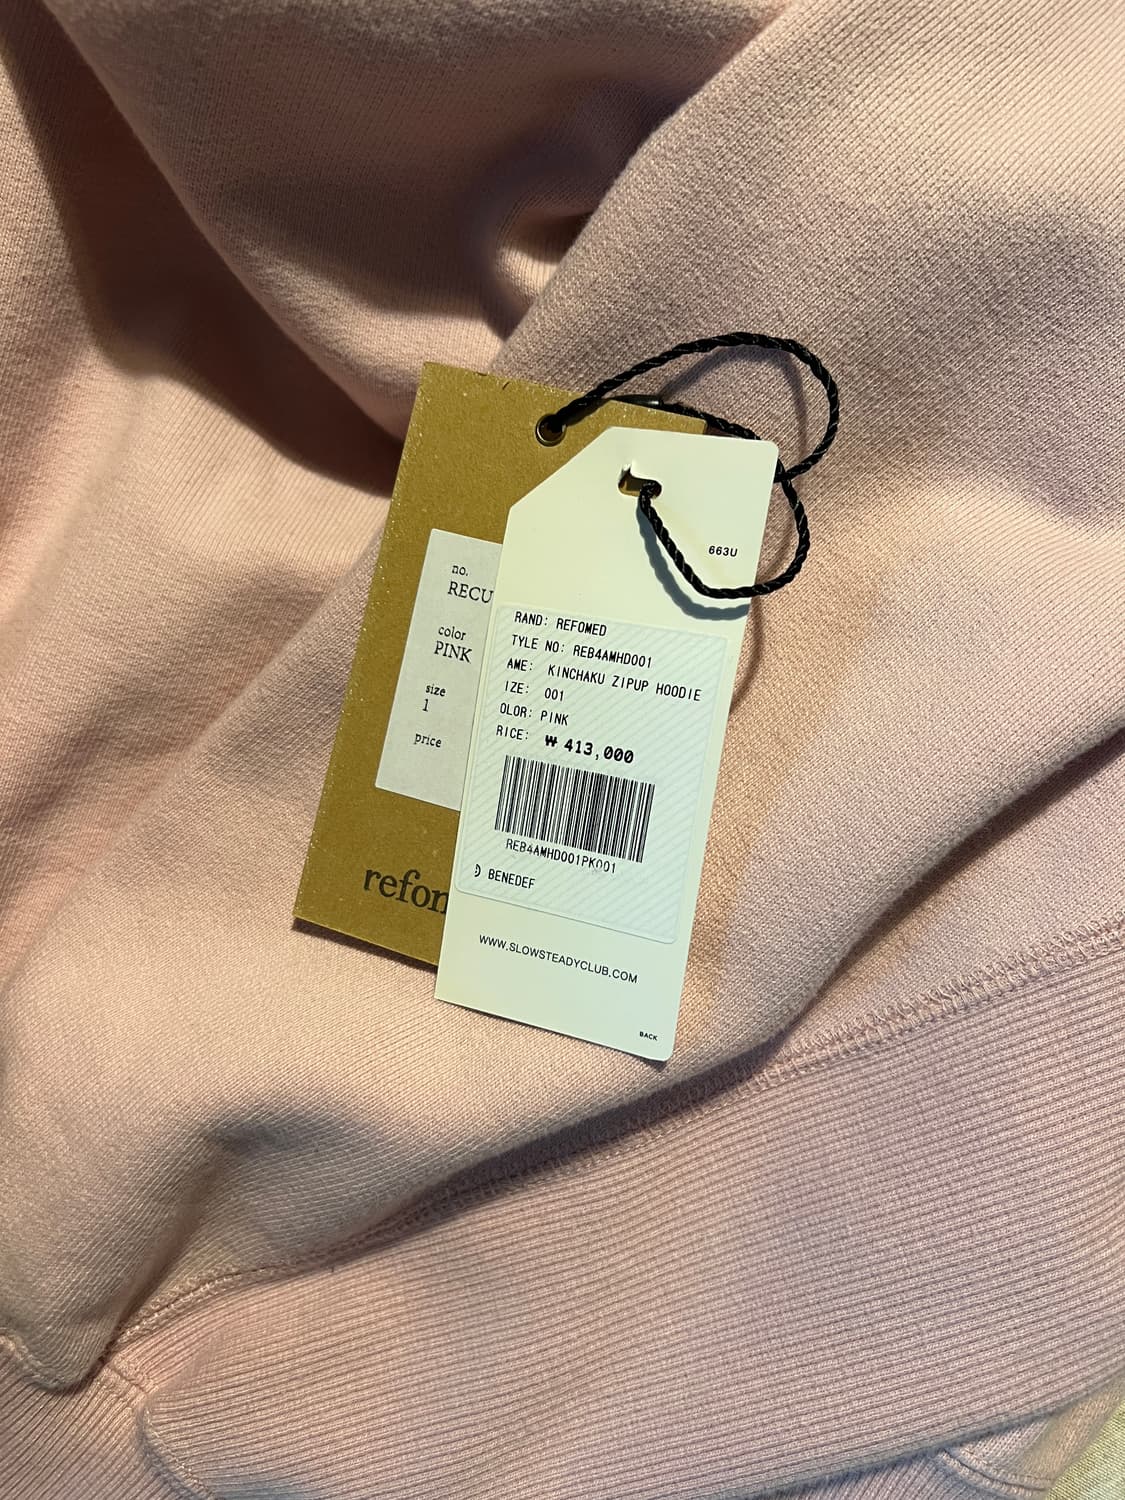 no.
RECU
color
PINK
size
1
price
refom
663U
RAND: REFOMED
TYLE NO: REB4AMHD001
AME: KINCHAKU ZIPUP HOODIE
IZE: 001
OLOR: PINK
RICE: ₩ 413,000
REB4AMHD001PK001
BENEDEF
WWW.SLOWSTEADYCLUB.COM
BACK